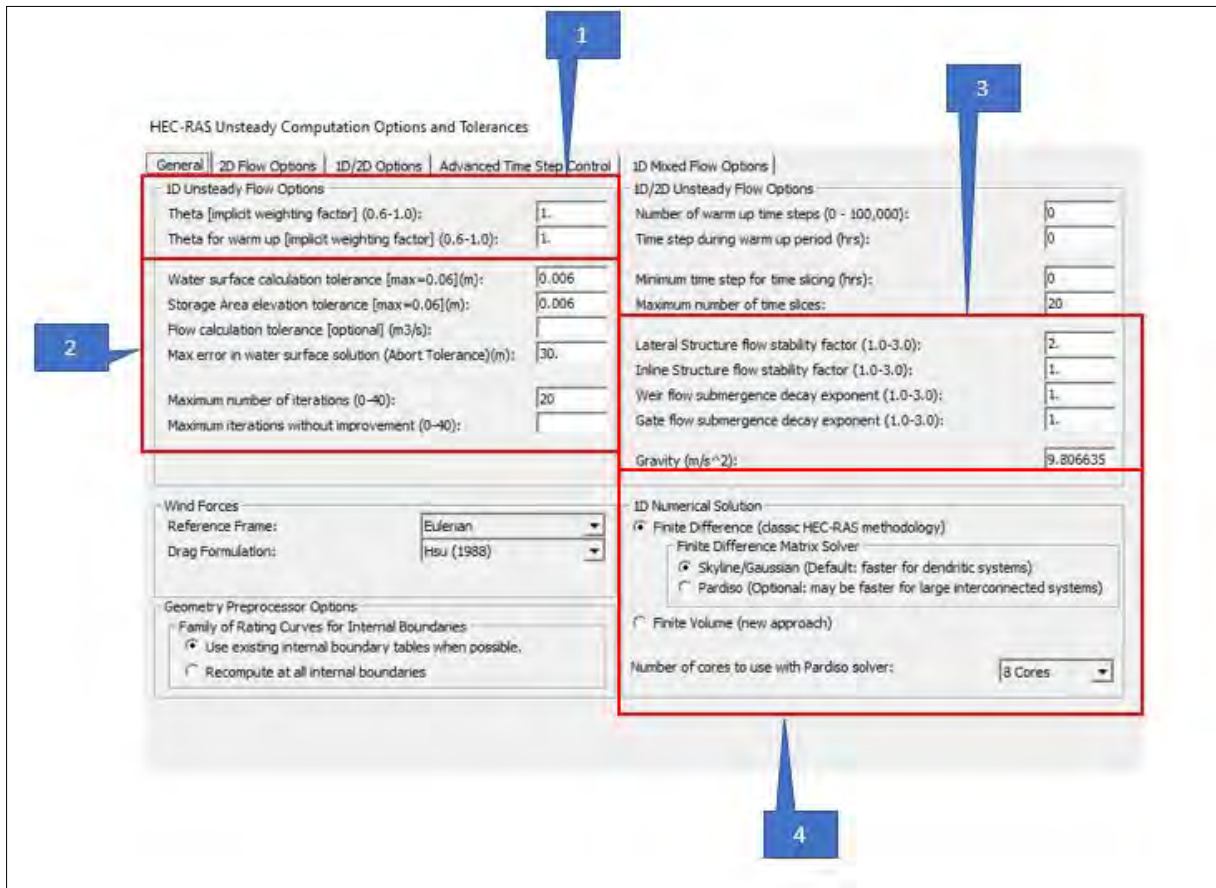 1
3
HEC-RAS Unsteady Computation Options and Tolerances
General 2D Flow Options 1D/2D Options Advanced Time Step Control 1D Mixed Flow Options
1D Unsteady Flow Options
Theta [implicit weighting factor] (0.6-1.0): 1.
Theta for warm up [implicit weighting factor] (0.6-1.0): 1.
Water surface calculation tolerance [max=0.06](m): 0.006
Storage Area elevation tolerance [max=0.06](m): 0.006
Flow calculation tolerance [optional] (m3/s):
Max error in water surface solution (Abort Tolerance)(m): 30.
Maximum number of iterations (0-40): 20
Maximum iterations without improvement (0-40):
2
1D/2D Unsteady Flow Options
Number of warm up time steps (0 - 100,000): 0
Time step during warm up period (hrs): 0
Minimum time step for time slicing (hrs): 0
Maximum number of time slices: 20
Lateral Structure flow stability factor (1.0-3.0): 2.
Inline Structure flow stability factor (1.0-3.0): 1.
Weir flow submergence decay exponent (1.0-3.0): 1.
Gate flow submergence decay exponent (1.0-3.0): 1.
Gravity (m/s^2): 9.806635
Wind Forces
Reference Frame: Eulerian
Drag Formulation: Hsu (1988)
Geometry Preprocessor Options
Family of Rating Curves for Internal Boundaries
Use existing internal boundary tables when possible.
Recompute at all internal boundaries
1D Numerical Solution
Finite Difference (classic HEC-RAS methodology)
Finite Difference Matrix Solver
Skyline/Gaussian (Default: faster for dendritic systems)
Pardiso (Optional: may be faster for large interconnected systems)
Finite Volume (new approach)
Number of cores to use with Pardiso solver: 8 Cores
4